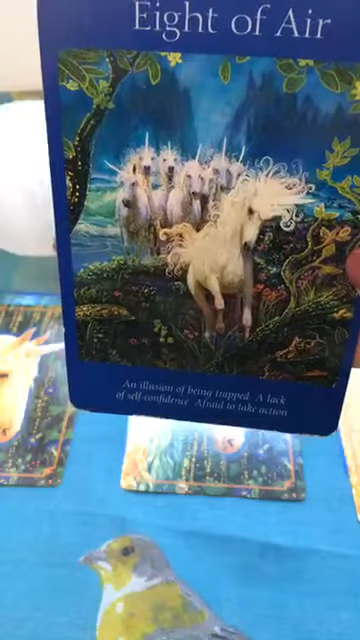 Eight of Air
An illusion of being trapped. A lack
of self-confidence. Afraid to take action